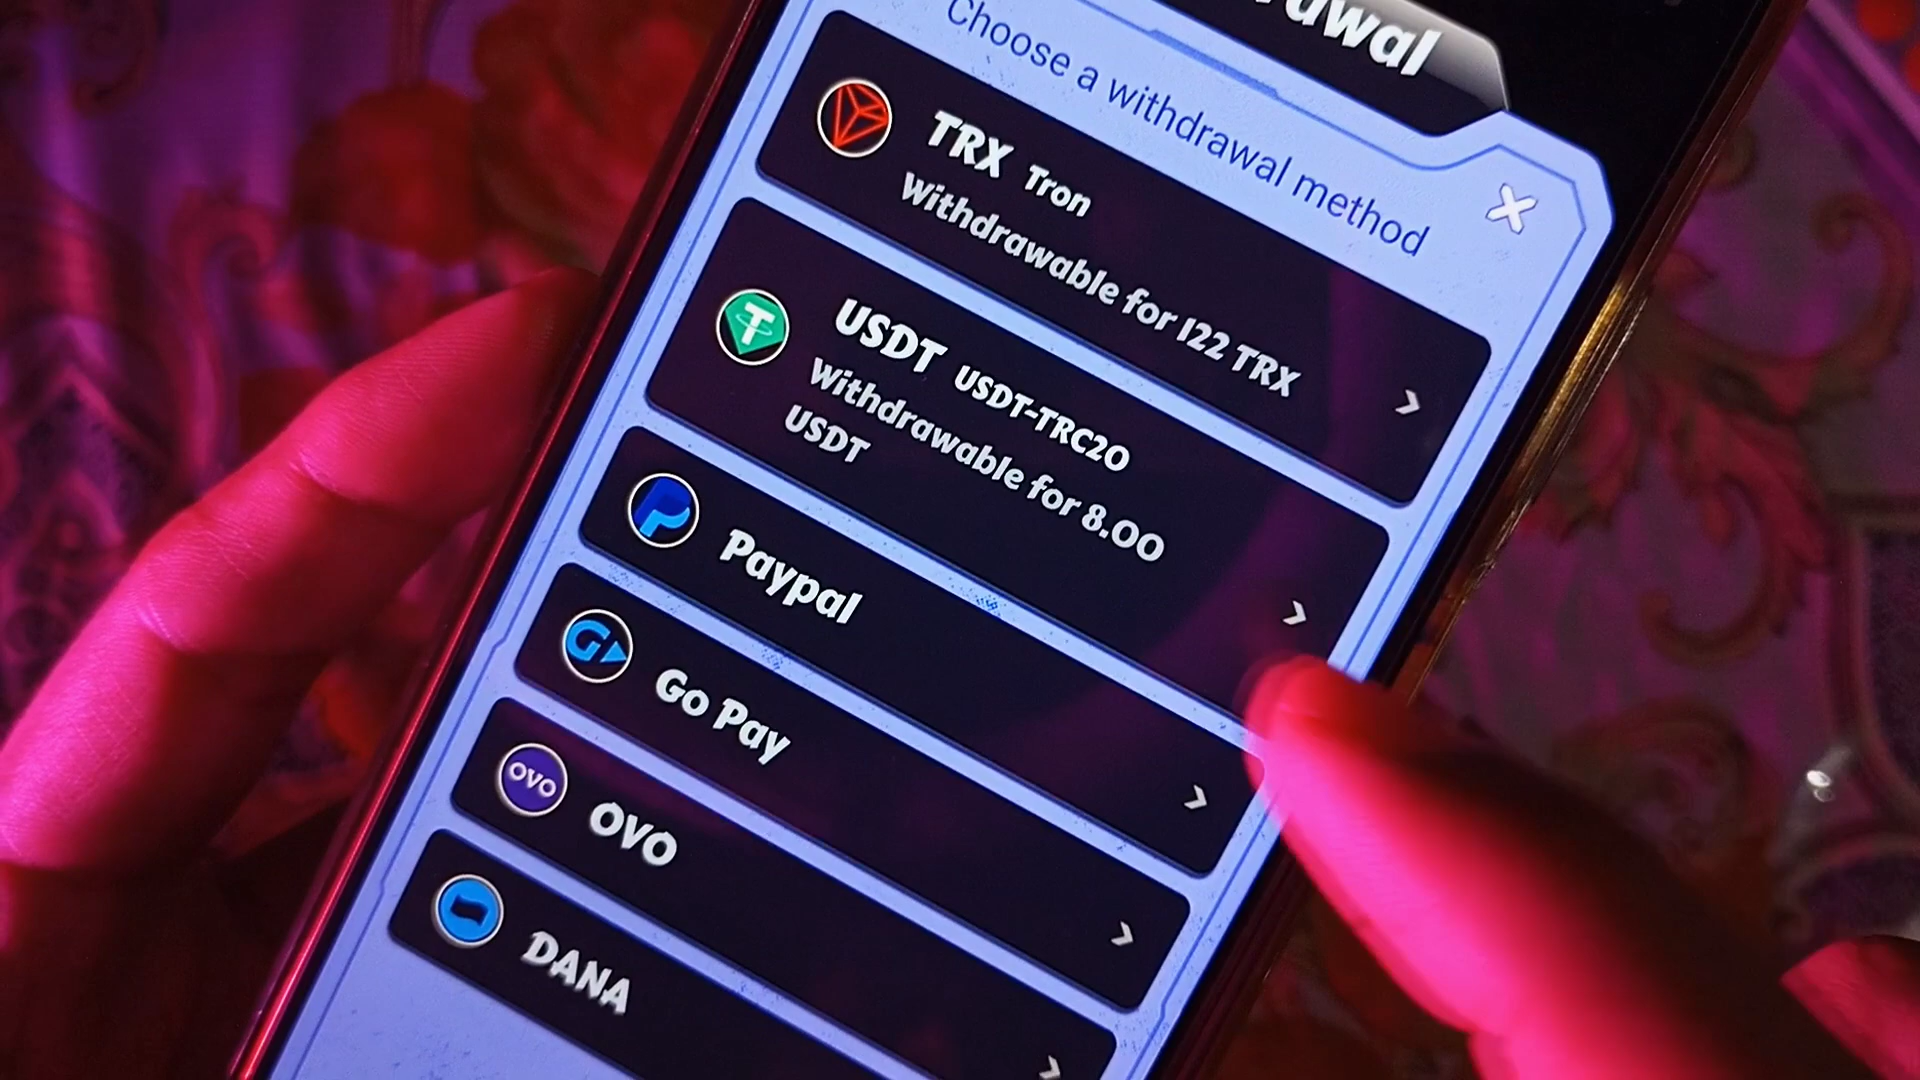 Choose a withdrawal method
TRX Tron
Withdrawable for 122 TRX
USDT USDT-TRC20
Withdrawable for 8.00
USDT
Paypal
Go Pay
OVO
OVO
DANA